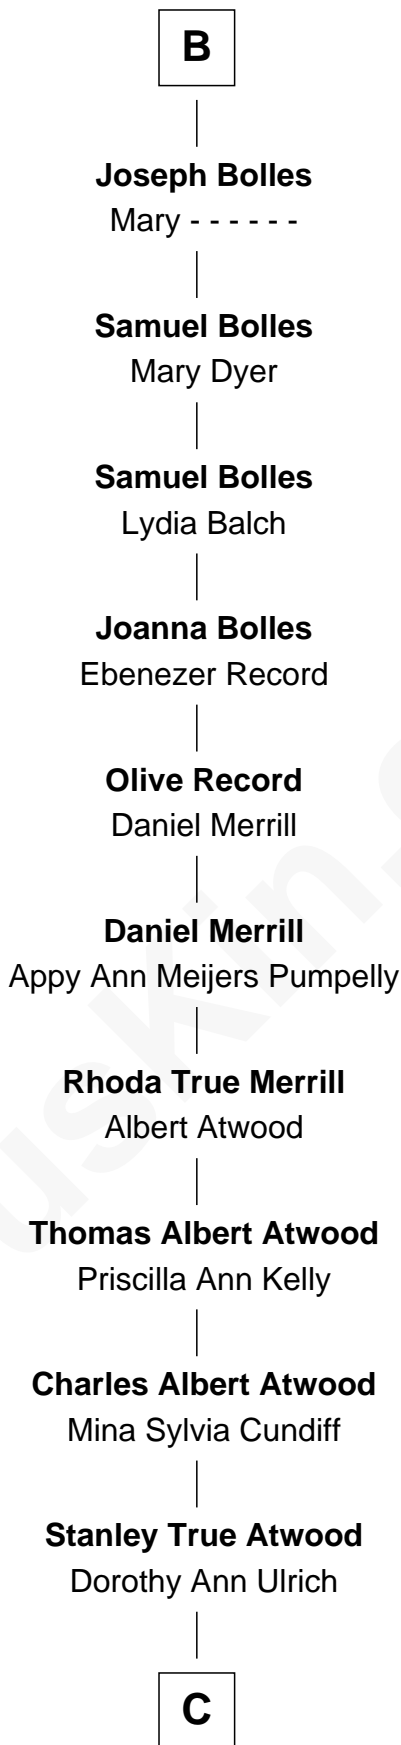 B
Joseph Bolles
Mary - - - - - -
Samuel Bolles
Mary Dyer
Samuel Bolles
Lydia Balch
Joanna Bolles
Ebenezer Record
Olive Record
Daniel Merrill
Daniel Merrill
Appy Ann Meijers Pumpelly
Rhoda True Merrill
Albert Atwood
Thomas Albert Atwood
Priscilla Ann Kelly
Charles Albert Atwood
Mina Sylvia Cundiff
Stanley True Atwood
Dorothy Ann Ulrich
C